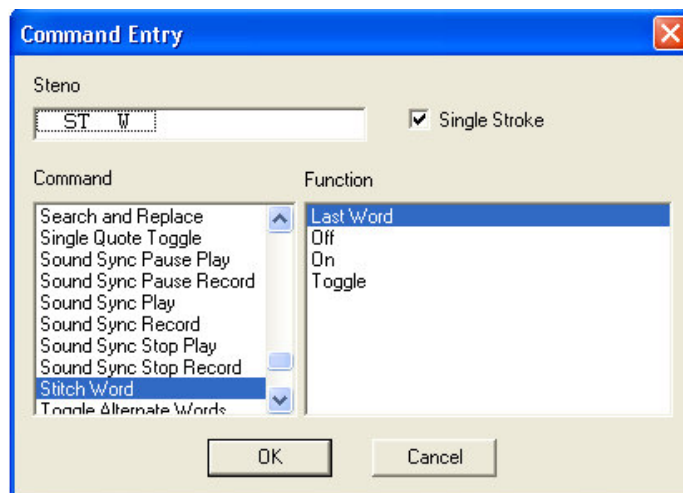 Command Entry
Steno
ST W
Single Stroke
Command
Function
Search and Replace
Single Quote Toggle
Sound Sync Pause Play
Sound Sync Pause Record
Sound Sync Play
Sound Sync Record
Sound Sync Stop Play
Sound Sync Stop Record
Stitch Word
Toggle Alternate Words
Last Word
Off
On
Toggle
OK
Cancel